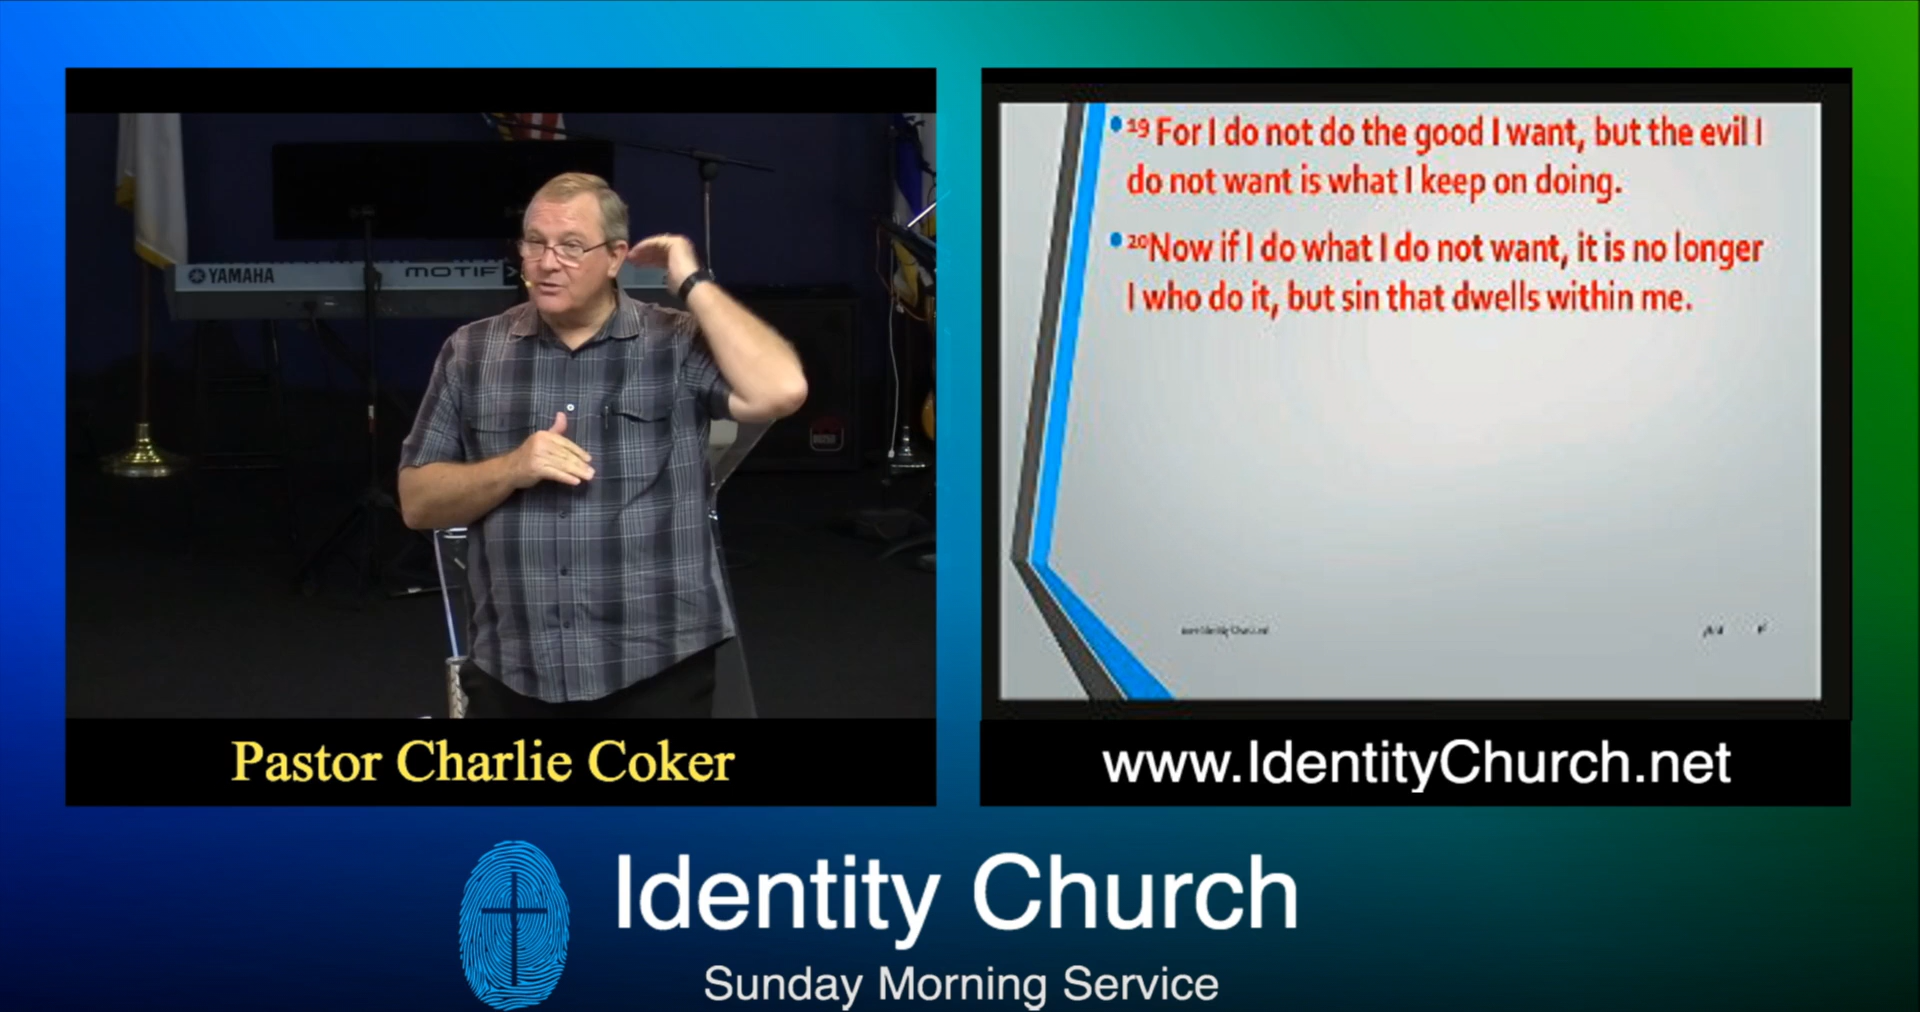 YAMAHA
MOTIF
Pastor Charlie Coker
• 19 For I do not do the good I want, but the evil I
do not want is what I keep on doing.
• 20Now if I do what I do not want, it is no longer
I who do it, but sin that dwells within me.
www.IdentityChurch.net
Identity Church
Sunday Morning Service